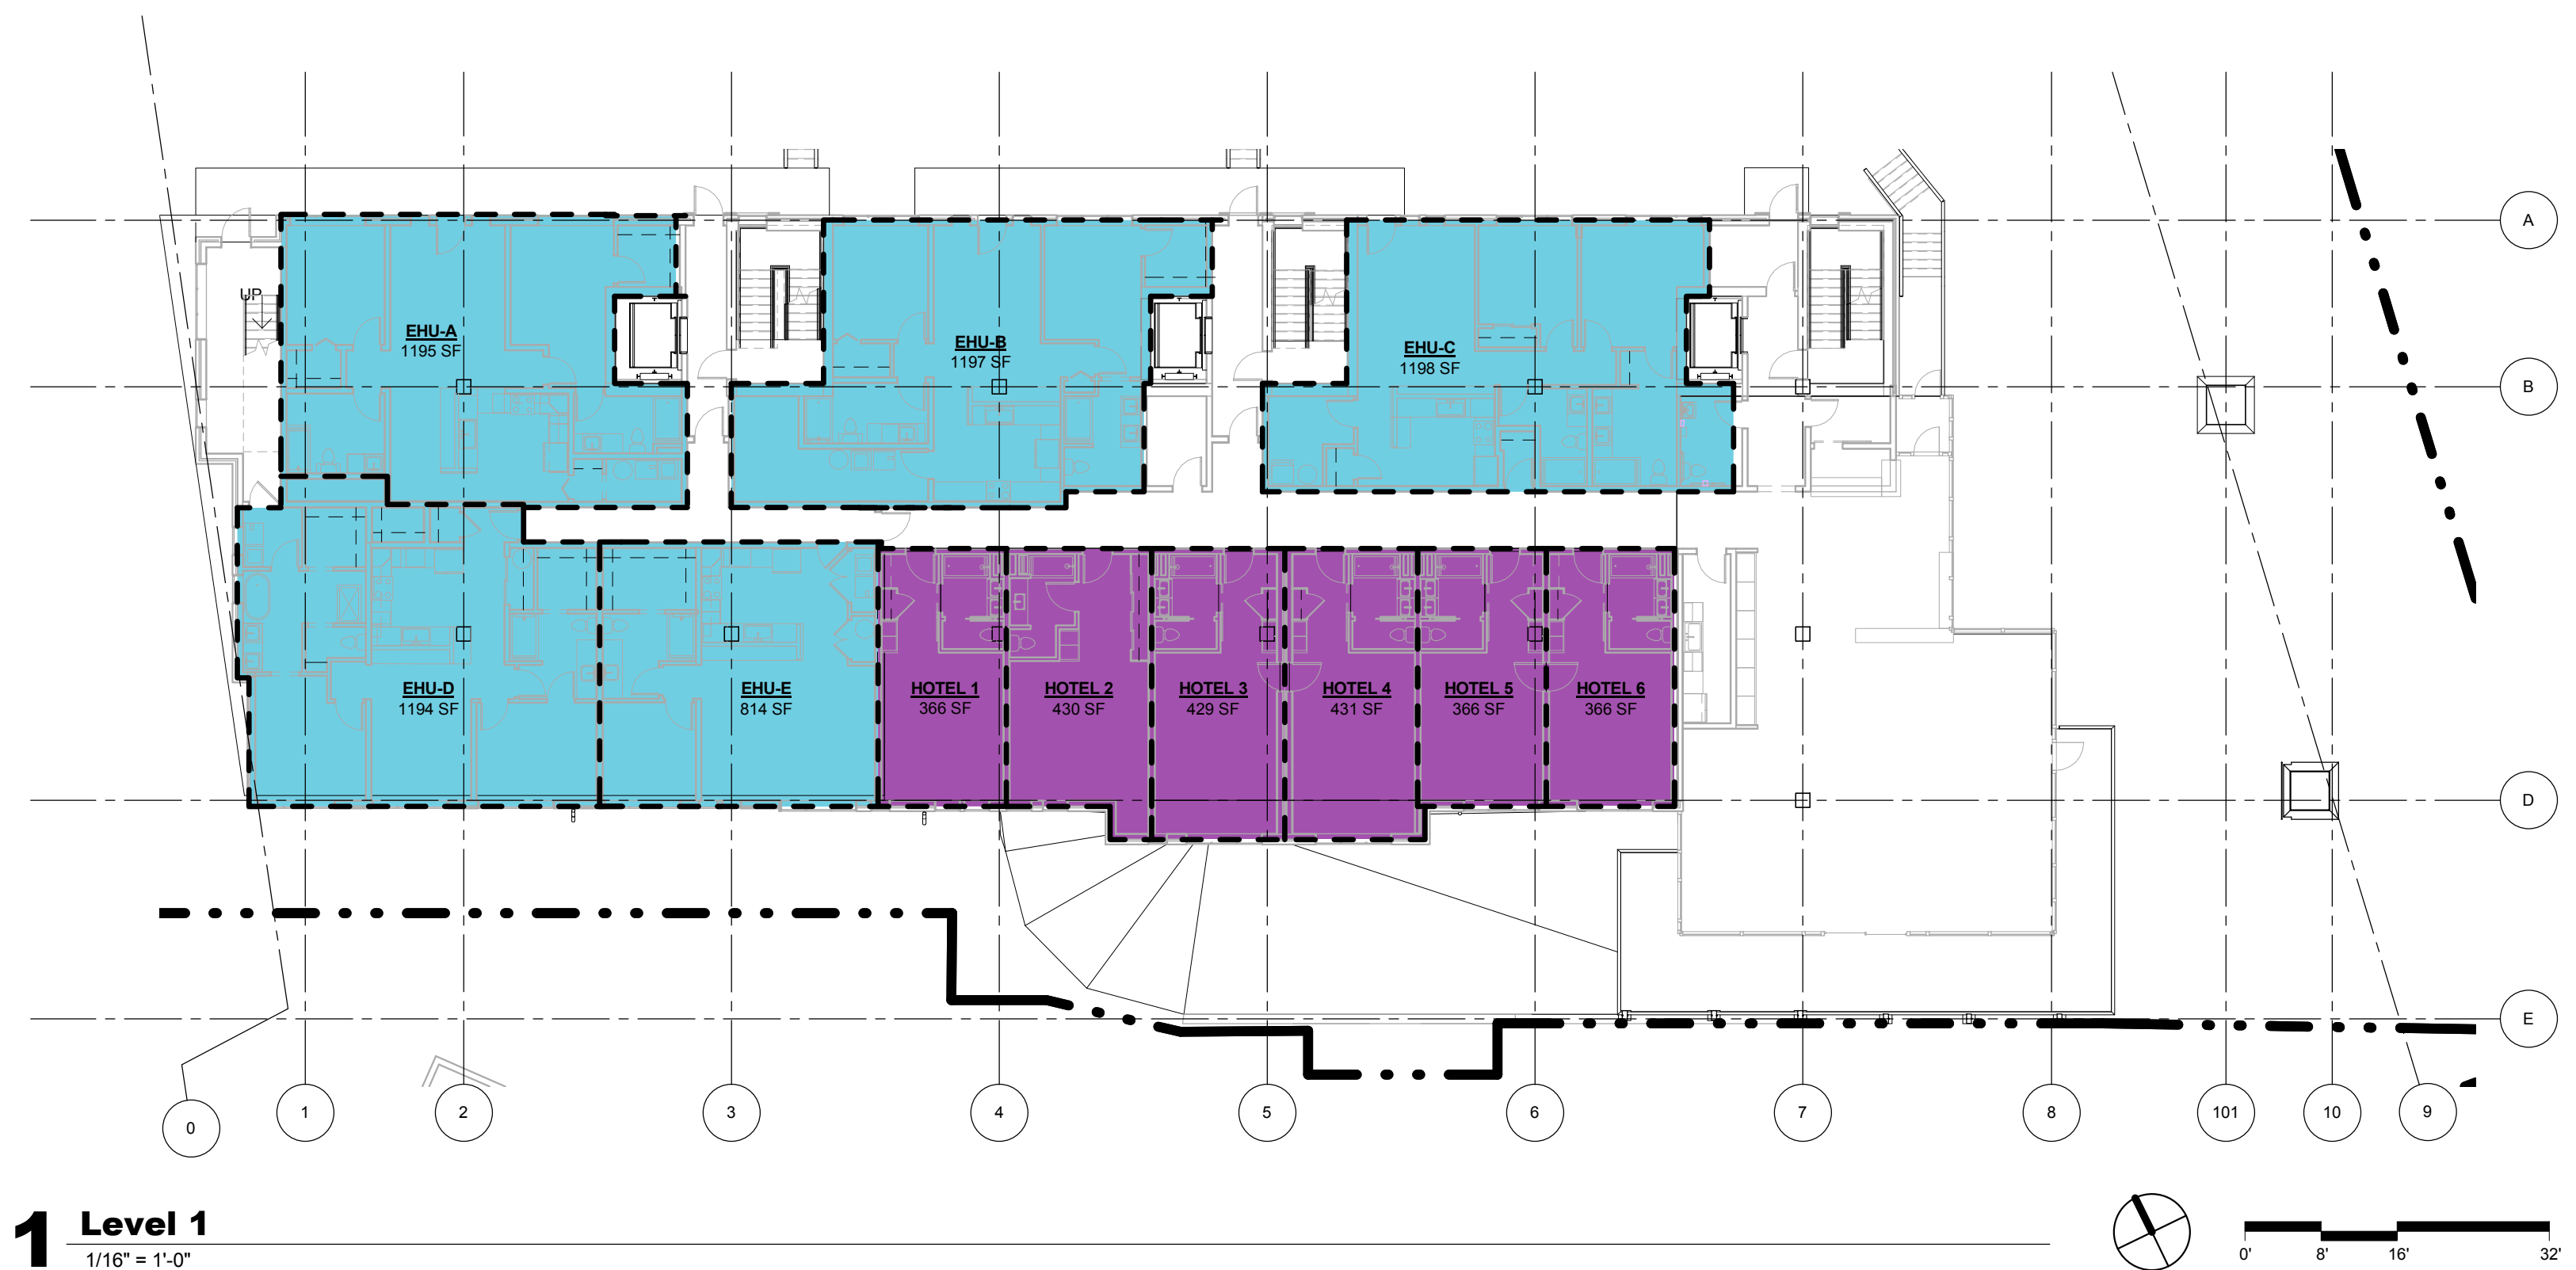 A
UP
EHU-A
1195 SF
EHU-B
1197 SF
EHU-C
1198 SF
B
EHU-D
1194 SF
EHU-E
814 SF
HOTEL 1
366 SF
HOTEL 2
430 SF
HOTEL 3
429 SF
HOTEL 4
431 SF
HOTEL 5
366 SF
HOTEL 6
366 SF
D
E
0
1
2
3
4
5
6
7
8
101
10
9
1
Level 1
1/16" = 1'-0"
0'
8'
16'
32'